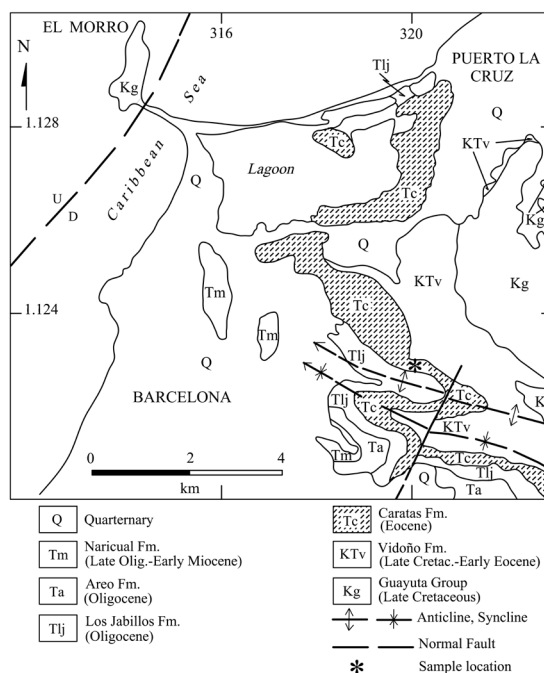 EL MORRO
316
320
N
PUERTO LA
CRUZ
Tlj
Kg
Sea
Q
1.128
Tc
KTv
Lagoon
Caribbean
Q
U
D
Tc
Kg
Q
Tm
KTv
Kg
1.124
Tc
Tm
Tlj
Q
K
BARCELONA
Tlj
Tc
Tc
KTv
Tm
Ta
Tc
Tlj
Q
Ta
0 2 4
km
Q Quaternary
Tm Naricual Fm.
(Late Olig.-Early Miocene)
Ta Areo Fm.
(Oligocene)
Tlj Los Jabillos Fm.
(Oligocene)
Tc Caratas Fm.
(Eocene)
KTv Vidoño Fm.
(Late Cretac.-Early Eocene)
Kg Guayuta Group
(Late Cretaceous)
Anticline, Syncline
Normal Fault
* Sample location